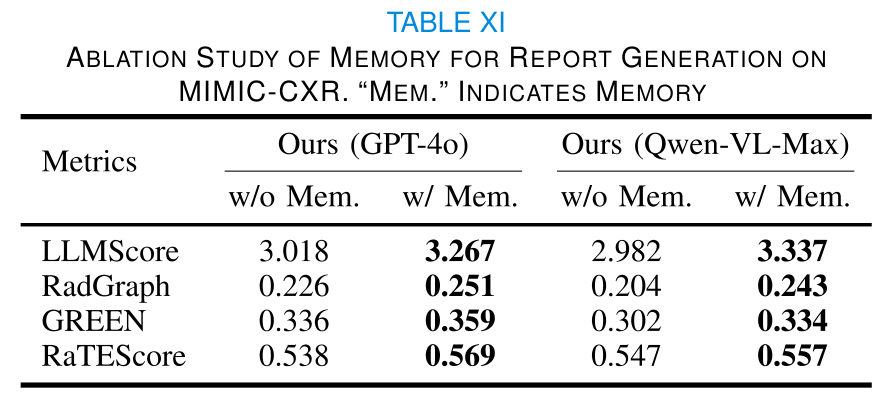 TABLE XI
ABLATION STUDY OF MEMORY FOR REPORT GENERATION ON
MIMIC-CXR. “MEM.” INDICATES MEMORY
Metrics Ours (GPT-4o) Ours (Qwen-VL-Max)
w/o Mem. w/ Mem. w/o Mem. w/ Mem.
LLMScore 3.018 3.267 2.982 3.337
RadGraph 0.226 0.251 0.204 0.243
GREEN 0.336 0.359 0.302 0.334
RaTEScore 0.538 0.569 0.547 0.557